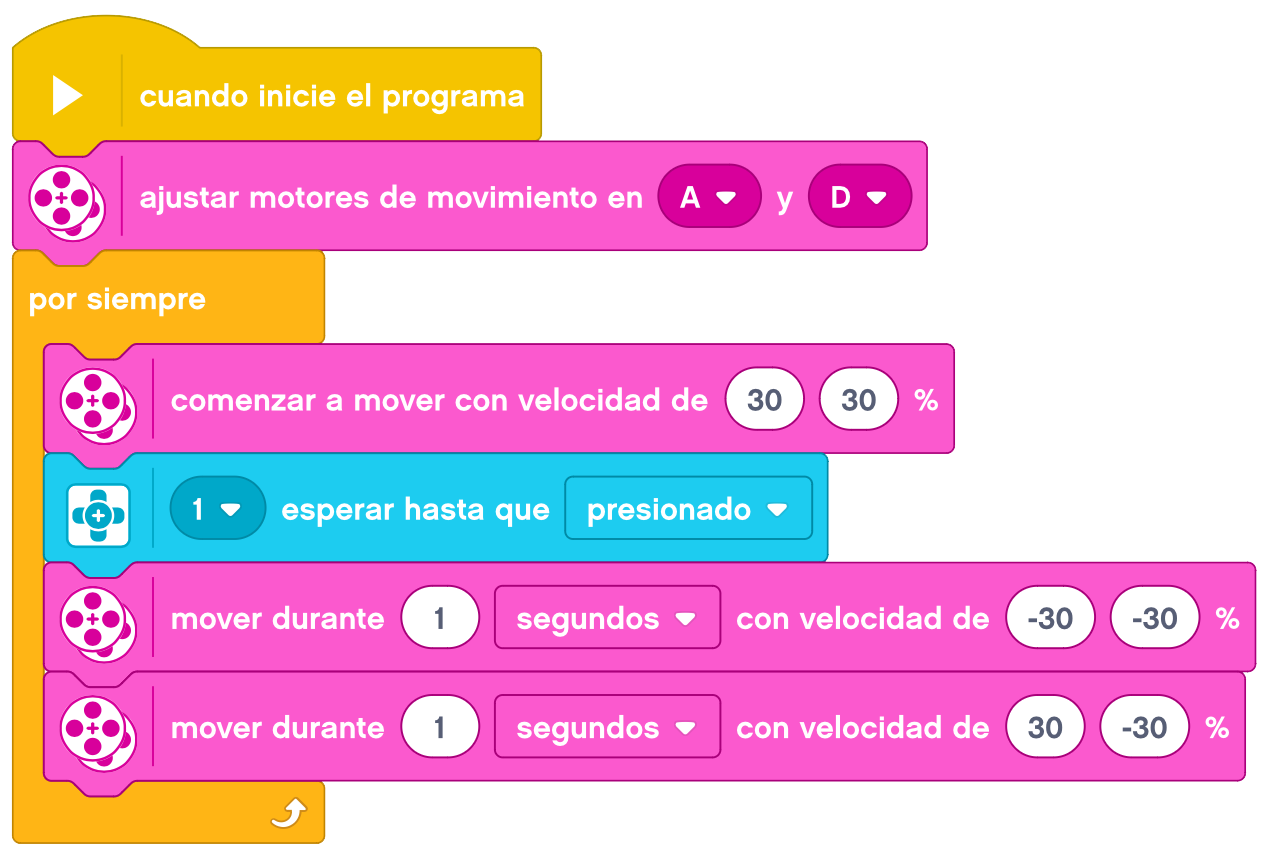 cuando inicie el programa
ajustar motores de movimiento en A y D
por siempre
comenzar a mover con velocidad de 30 30 %
1 esperar hasta que presionado
mover durante 1 segundos con velocidad de -30 -30 %
mover durante 1 segundos con velocidad de 30 -30 %